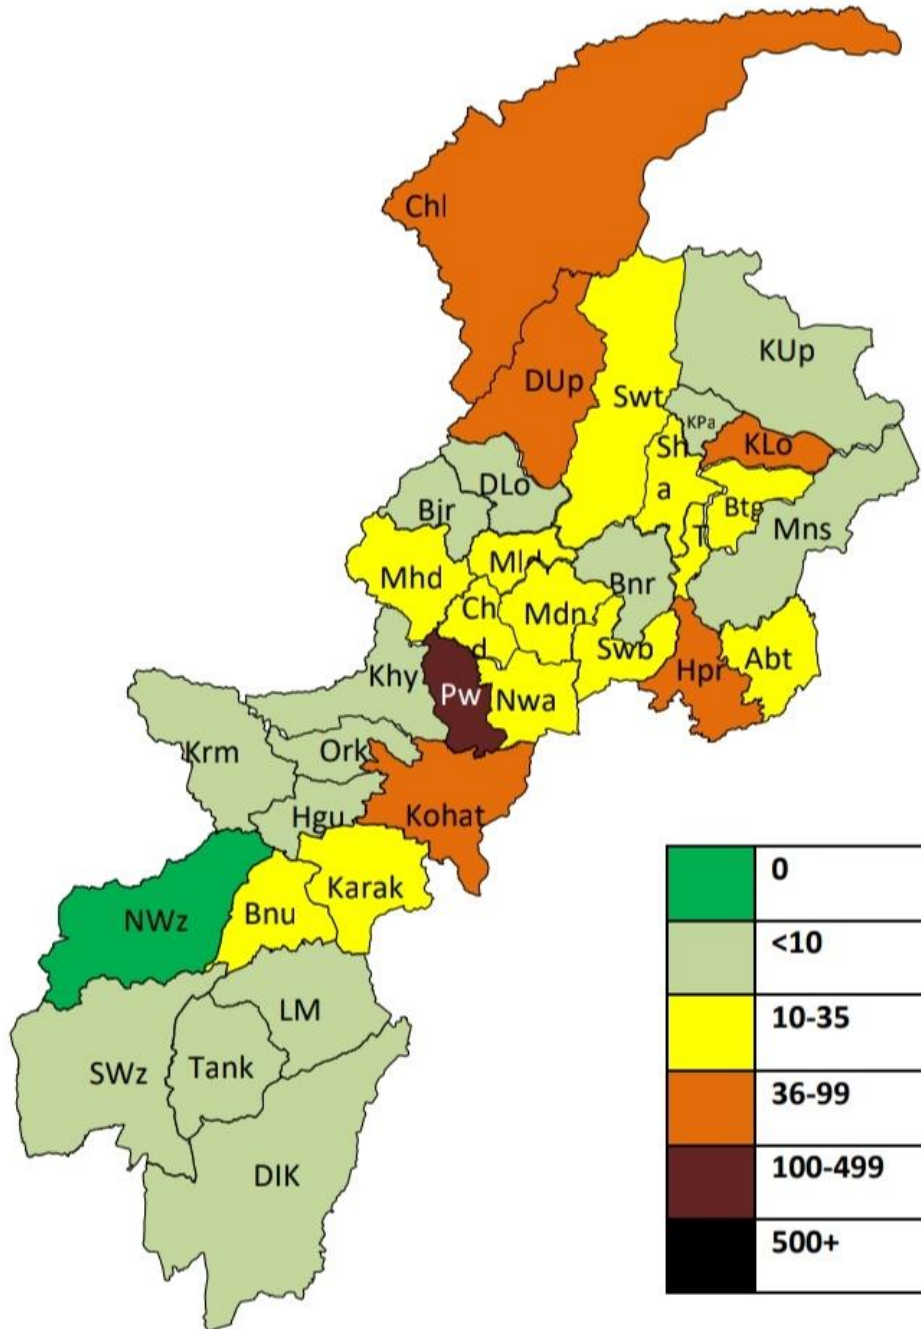 Chl
KUp
DUp
Swt
KPa
KLo
Sh
a
DLo
Btg
Bjr
T
Mns
Mhd
Bnr
Ch
d
Mdn
Swb
Hpr
Abt
Khy
Pw
Nwa
Krm
Ork
Hgu
Kohat
Karak
Bnu
NWz
LM
SWz
Tank
DIK
0
<10
10-35
36-99
100-499
500+